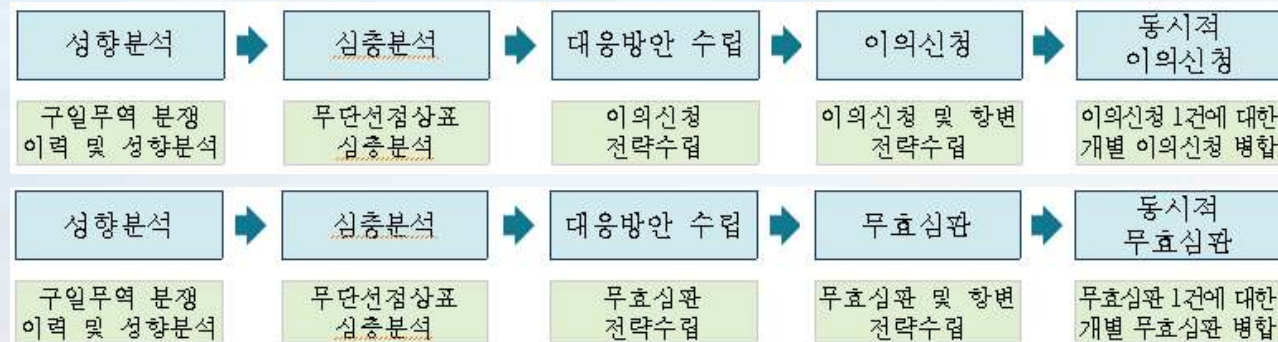 성향분석
심층분석
대응방안 수립
이의신청
동시적
이의신청
구일무역 분쟁
이력 및 성향분석
무단선점상표
심층분석
이의신청
전략수립
이의신청 및 항변
전략수립
이의신청 1건에 대한
개별 이의신청 병합
성향분석
심층분석
대응방안 수립
무효심판
동시적
무효심판
구일무역 분쟁
이력 및 성향분석
무단선점상표
심층분석
무효심판
전략수립
무효심판 및 항변
전략수립
무효심판 1건에 대한
개별 무효심판 병합